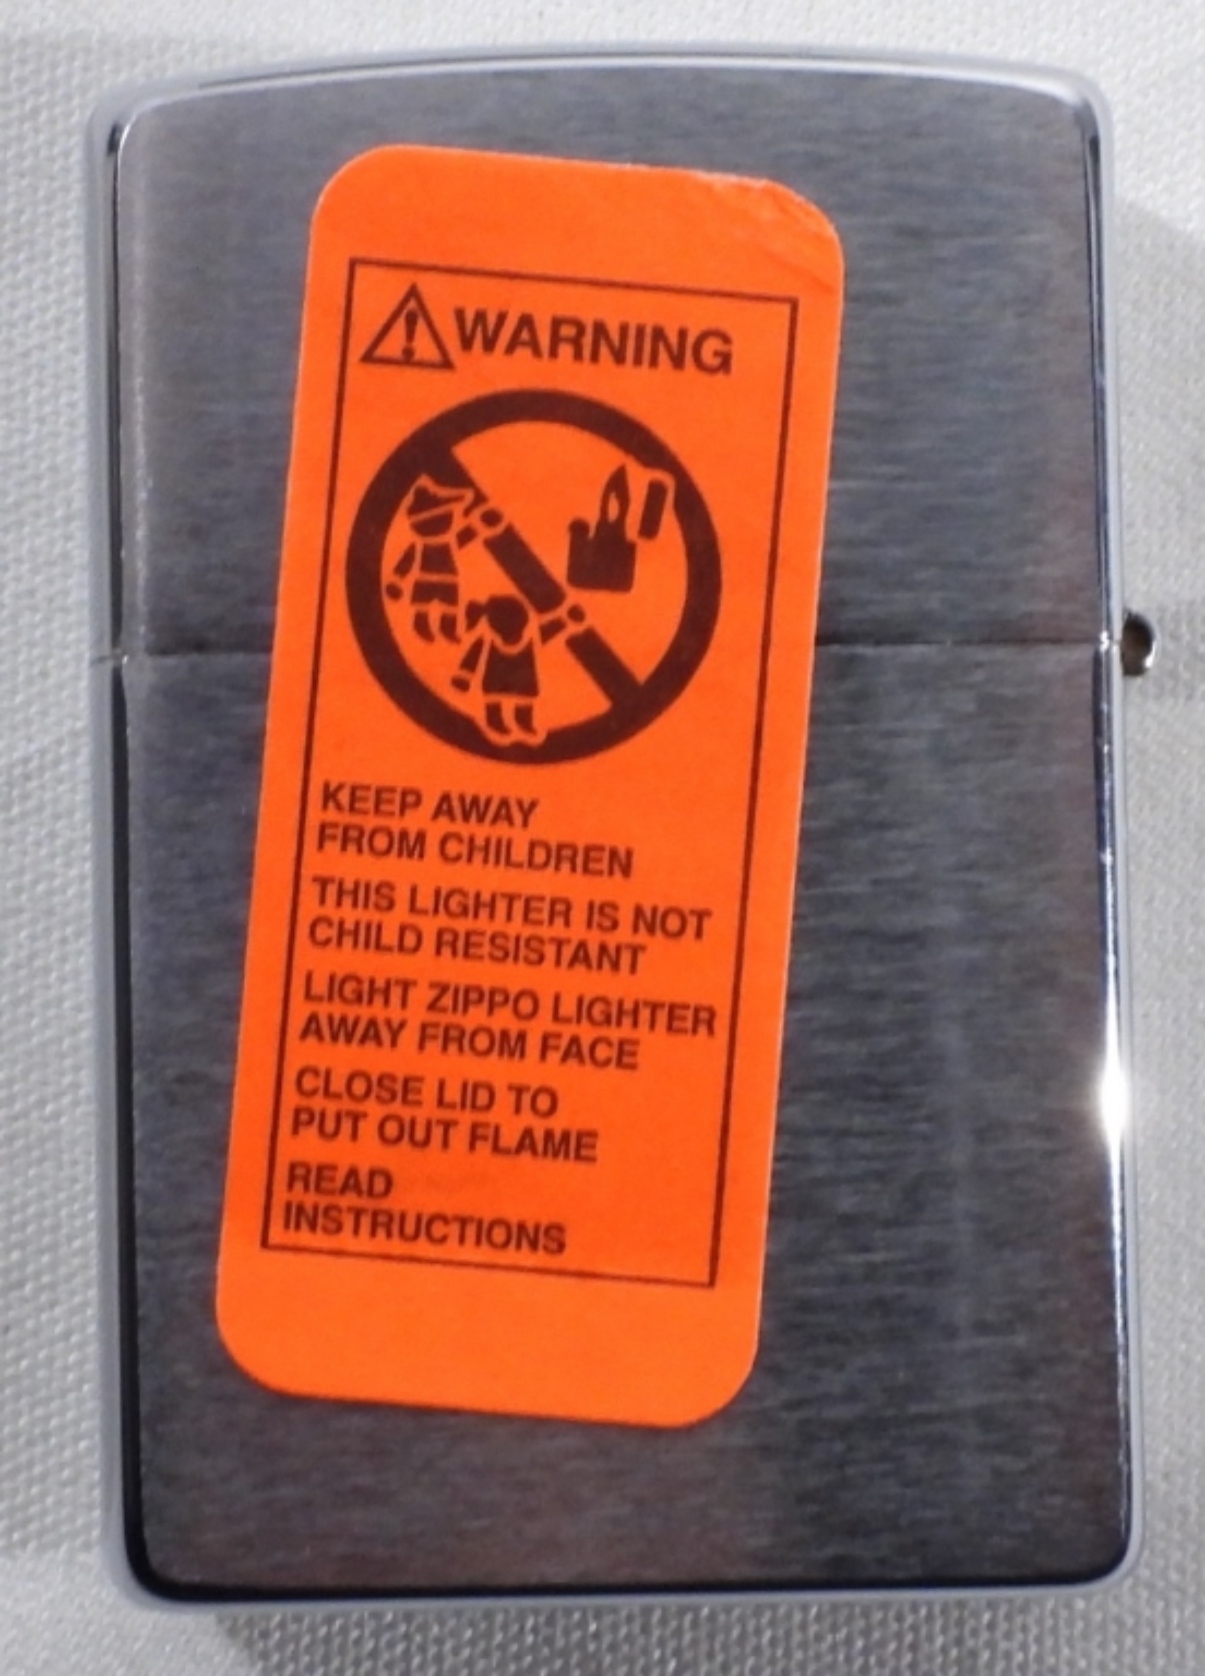 WARNING
KEEP AWAY
FROM CHILDREN
THIS LIGHTER IS NOT
CHILD RESISTANT
LIGHT ZIPPO LIGHTER
AWAY FROM FACE
CLOSE LID TO
PUT OUT FLAME
READ
INSTRUCTIONS